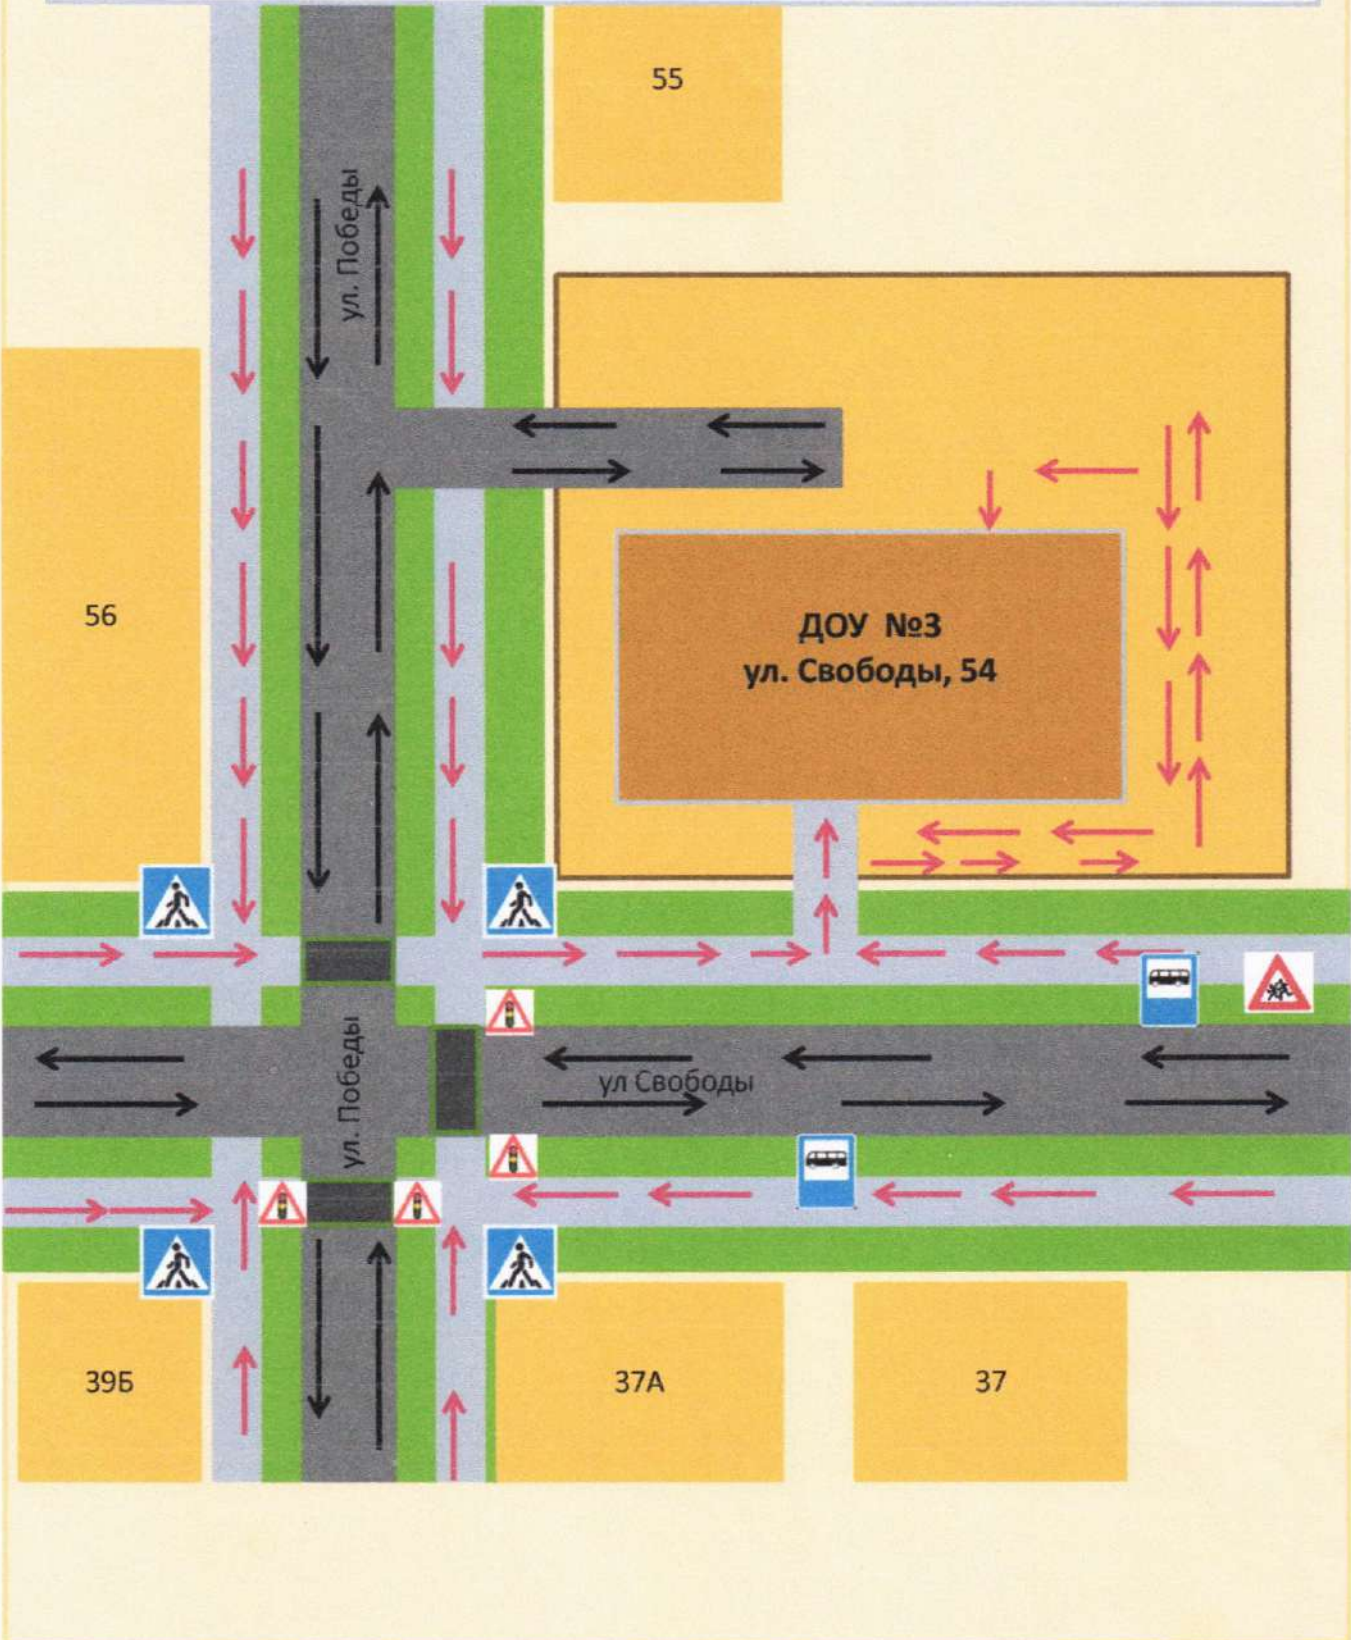 55
ул. Победы
56
ДОУ №3
ул. Свободы, 54
ул. Победы
ул Свободы
39Б
37А
37